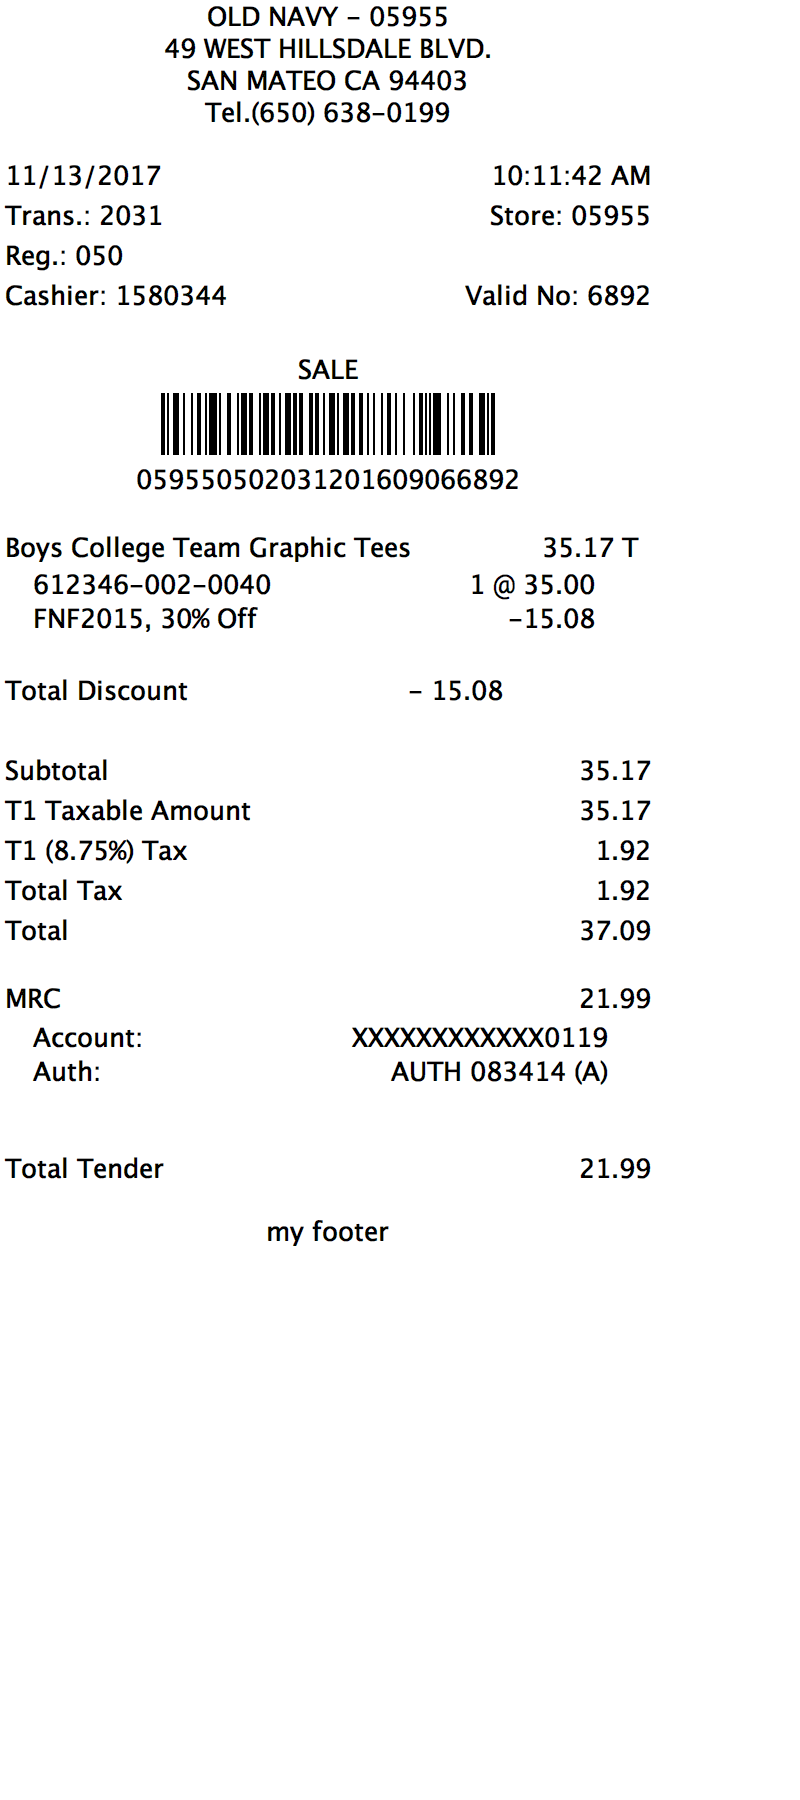 OLD NAVY - 05955
49 WEST HILLSDALE BLVD.
SAN MATEO CA 94403
Tel.(650) 638-0199
11/13/2017 10:11:42 AM
Trans.: 2031 Store: 05955
Reg.: 050
Cashier: 1580344 Valid No: 6892
SALE
059550502031201609066892
Boys College Team Graphic Tees 35.17 T
612346-002-0040 1 @ 35.00
FNF2015, 30% Off -15.08
Total Discount - 15.08
Subtotal 35.17
T1 Taxable Amount 35.17
T1 (8.75%) Tax 1.92
Total Tax 1.92
Total 37.09
MRC 21.99
Account: XXXXXXXXXXXX0119
Auth: AUTH 083414 (A)
Total Tender 21.99
my footer